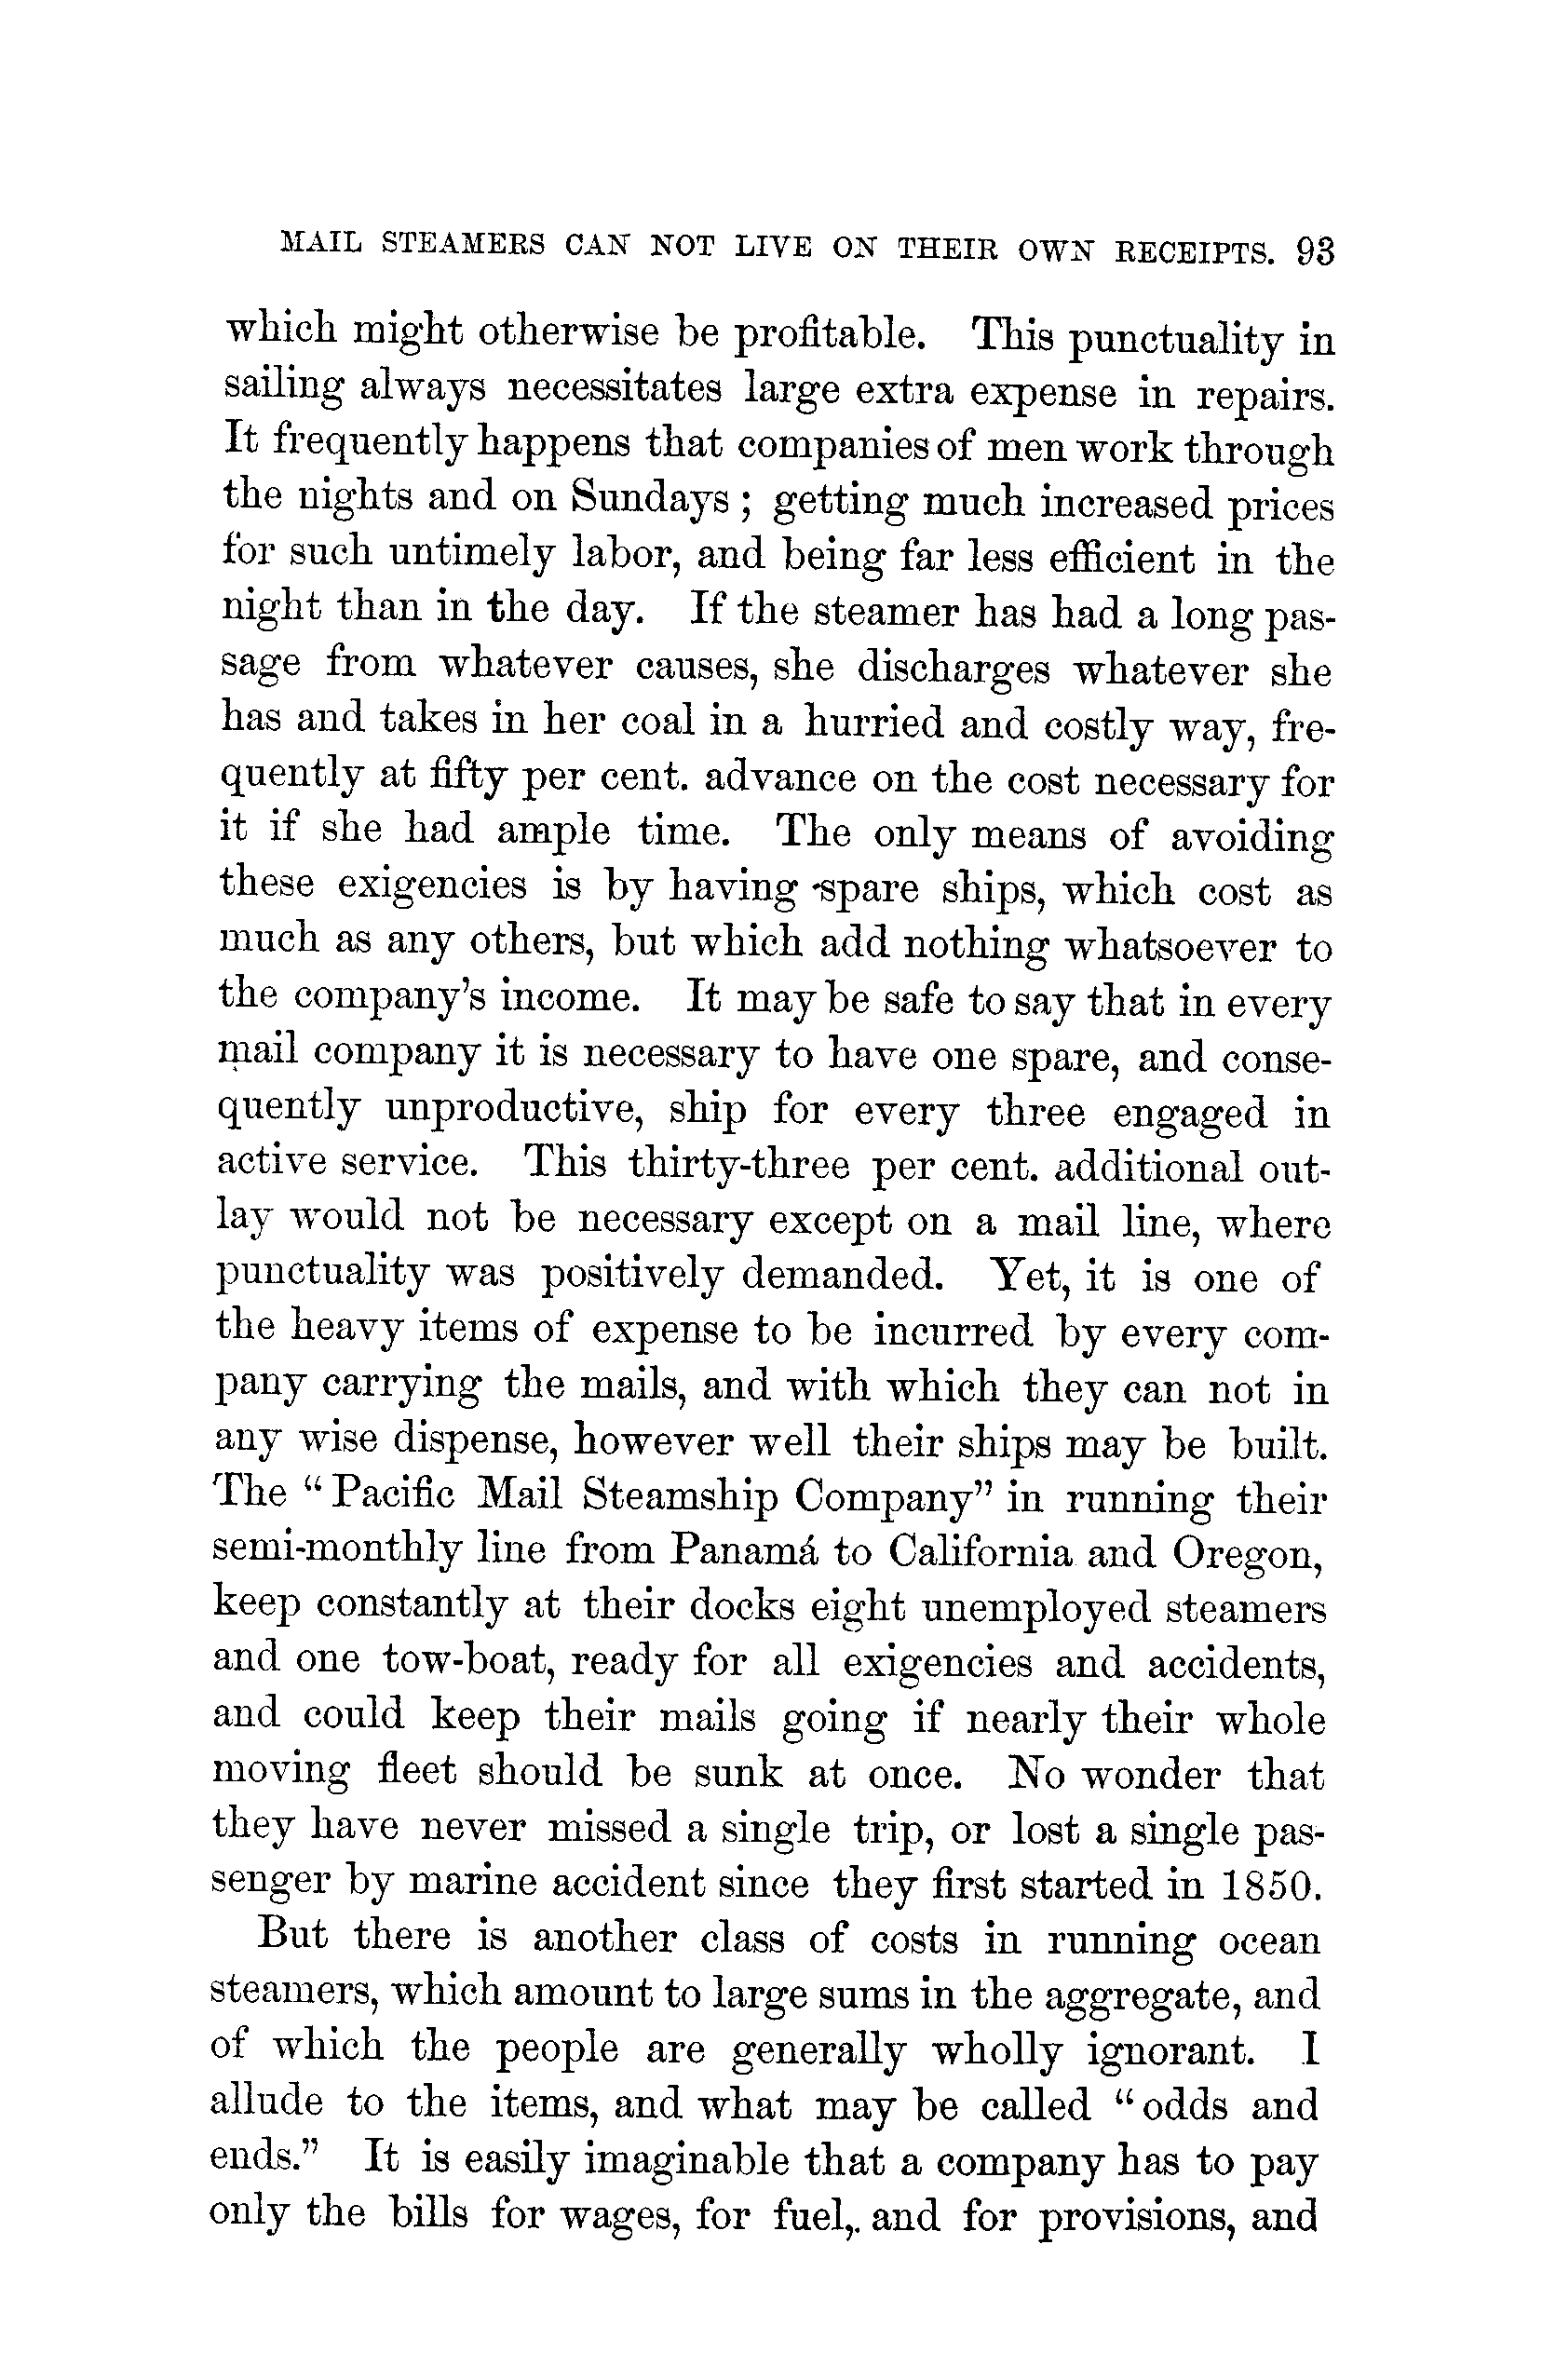 MAIL STEAMERS CAN NOT LIVE ON THEIR OWN RECEIPTS. 93
which might otherwise be profitable. This punctuality in
sailing always necessitates large extra expense in repairs.
It frequently happens that companies of men work through
the nights and on Sundays; getting much increased prices
for such untimely labor, and being far less efficient in the
night than in the day. If the steamer has had a long pas-
sage from whatever causes, she discharges whatever she
has and takes in her coal in a hurried and costly way, fre-
quently at fifty per cent. advance on the cost necessary for
it if she had ample time. The only means of avoiding
these exigencies is by having spare ships, which cost as
much as any others, but which add nothing whatsoever to
the company's income. It may be safe to say that in every
mail company it is necessary to have one spare, and conse-
quently unproductive, ship for every three engaged in
active service. This thirty-three per cent. additional out-
lay would not be necessary except on a mail line, where
punctuality was positively demanded. Yet, it is one of
the heavy items of expense to be incurred by every com-
pany carrying the mails, and with which they can not in
any wise dispense, however well their ships may be built.
The "Pacific Mail Steamship Company" in running their
semi-monthly line from Panamá to California and Oregon,
keep constantly at their docks eight unemployed steamers
and one tow-boat, ready for all exigencies and accidents,
and could keep their mails going if nearly their whole
moving fleet should be sunk at once. No wonder that
they have never missed a single trip, or lost a single pas-
senger by marine accident since they first started in 1850.
But there is another class of costs in running ocean
steamers, which amount to large sums in the aggregate, and
of which the people are generally wholly ignorant. I
allude to the items, and what may be called "odds and
ends." It is easily imaginable that a company has to pay
only the bills for wages, for fuel,. and for provisions, and